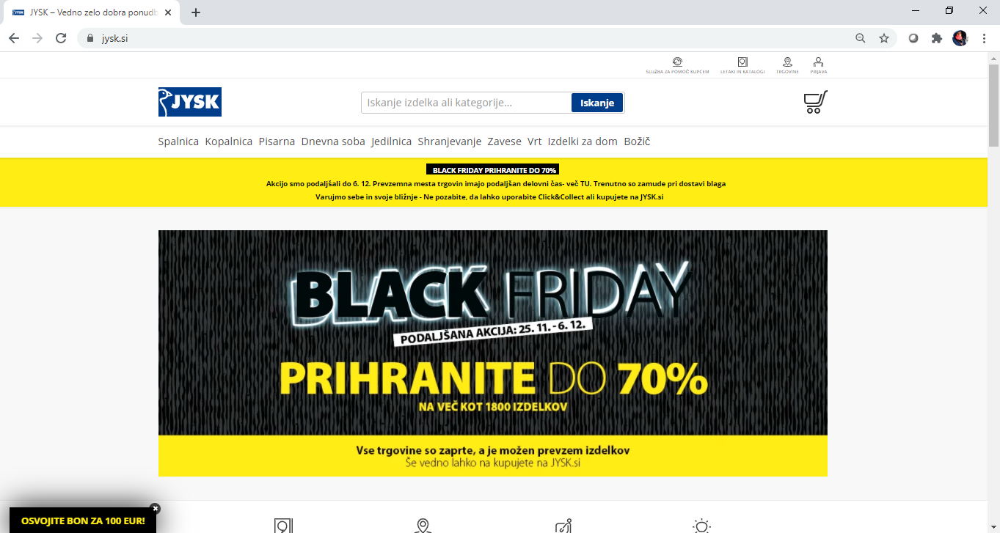 JYSK – Vedno zelo dobra ponudb
jysk.si
SLUŽBA ZA POMOČ KUPCEM LETAKI IN KATALOGI TRGOVINE PRIJAVA
JYSK
Iskanje izdelka ali kategorije... Iskanje
Spalnica Kopalnica Pisarna Dnevna soba Jedilnica Shranjevanje Zavese Vrt Izdelki za dom Božič
BLACK FRIDAY PRIHRANITE DO 70%
Akcijo smo podaljšali do 6. 12. Prevzemna mesta trgovin imajo podaljšan delovni čas- več TU. Trenutno so zamude pri dostavi blaga
Varujmo sebe in svoje bližnje - Ne pozabite, da lahko uporabite Click&Collect ali kupujete na JYSK.si
BLACK FRIDAY
PODALJŠANA AKCIJA: 25. 11. - 6. 12.
PRIHRANITE DO 70%
NA VEČ KOT 1800 IZDELKOV
Vse trgovine so zaprte, a je možen prevzem izdelkov
Še vedno lahko na kupujete na JYSK.si
OSVOJITE BON ZA 100 EUR!